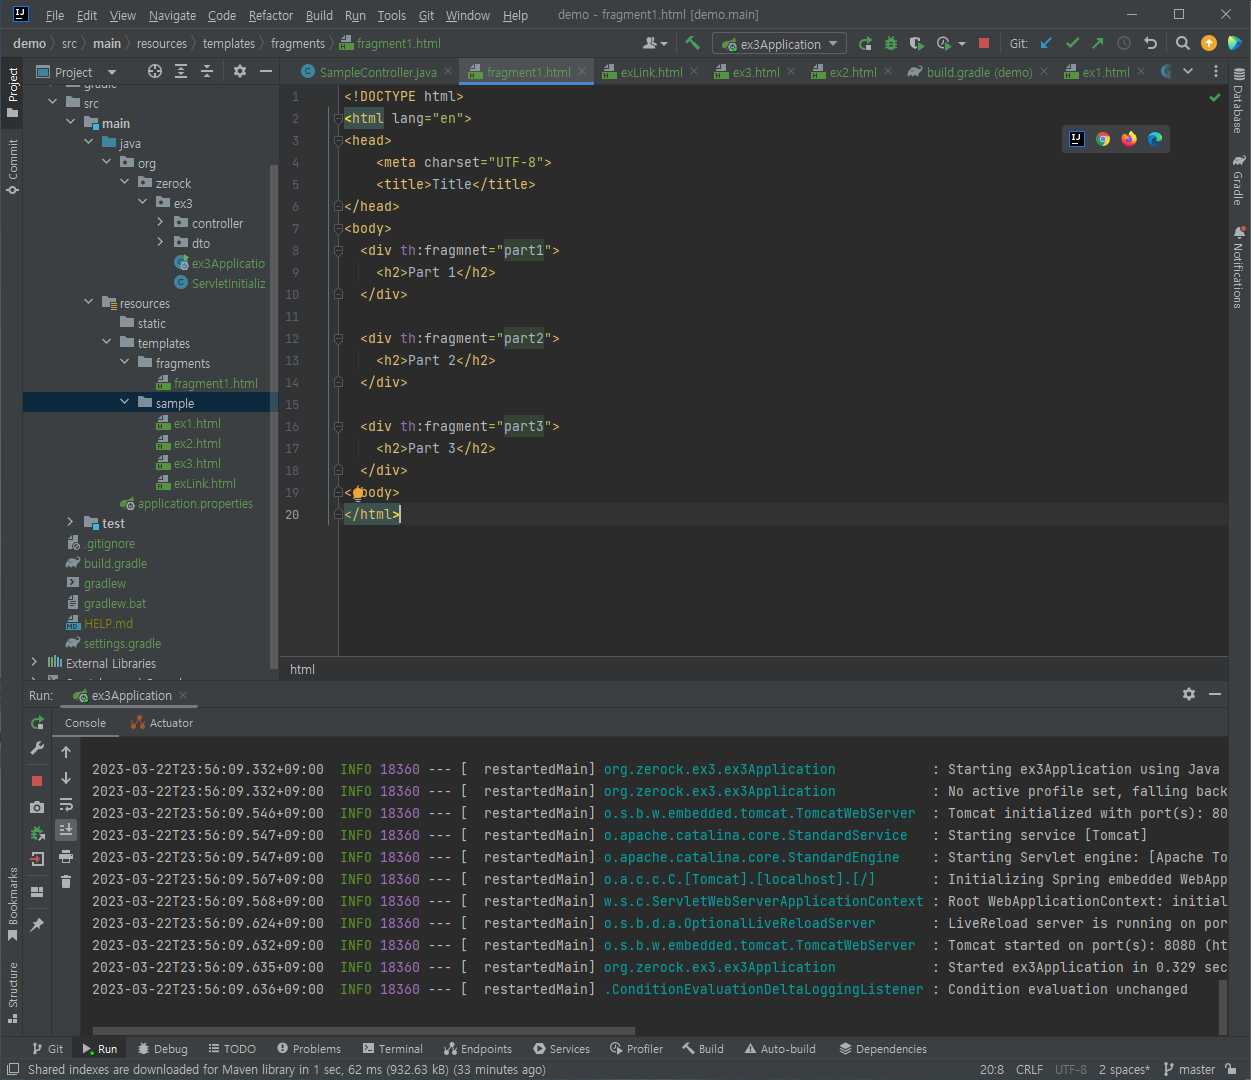 File Edit View Navigate Code Refactor Build Run Tools Git Window Help demo - fragment1.html [demo.main]
demo src main resources templates fragments fragment1.html ex3Application Git:
Project
SampleController.java fragment1.html exLink.html ex3.html ex2.html build.gradle (demo) ex1.html
Project
Commit
Bookmarks
Structure
src
main
java
org
zerock
ex3
controller
dto
ex3Applicatio
ServletInitializ
resources
static
templates
fragments
fragment1.html
sample
ex1.html
ex2.html
ex3.html
exLink.html
application.properties
test
.gitignore
build.gradle
gradlew
gradlew.bat
HELP.md
settings.gradle
External Libraries
1 <!DOCTYPE html>
2 <html lang="en">
3 <head>
4 <meta charset="UTF-8">
5 <title>Title</title>
6 </head>
7 <body>
8 <div th:fragmnet="part1">
9 <h2>Part 1</h2>
10 </div>
11
12 <div th:fragment="part2">
13 <h2>Part 2</h2>
14 </div>
15
16 <div th:fragment="part3">
17 <h2>Part 3</h2>
18 </div>
19 < body>
20 </html>
html
Database
Gradle
Notifications
Run: ex3Application
Console Actuator
2023-03-22T23:56:09.332+09:00 INFO 18360 --- [ restartedMain] org.zerock.ex3.ex3Application : Starting ex3Application using Java
2023-03-22T23:56:09.332+09:00 INFO 18360 --- [ restartedMain] org.zerock.ex3.ex3Application : No active profile set, falling back
2023-03-22T23:56:09.546+09:00 INFO 18360 --- [ restartedMain] o.s.b.w.embedded.tomcat.TomcatWebServer : Tomcat initialized with port(s): 80
2023-03-22T23:56:09.547+09:00 INFO 18360 --- [ restartedMain] o.apache.catalina.core.StandardService : Starting service [Tomcat]
2023-03-22T23:56:09.547+09:00 INFO 18360 --- [ restartedMain] o.apache.catalina.core.StandardEngine : Starting Servlet engine: [Apache To
2023-03-22T23:56:09.567+09:00 INFO 18360 --- [ restartedMain] o.a.c.c.C.[Tomcat].[localhost].[/] : Initializing Spring embedded WebApp
2023-03-22T23:56:09.568+09:00 INFO 18360 --- [ restartedMain] w.s.c.ServletWebServerApplicationContext : Root WebApplicationContext: initial
2023-03-22T23:56:09.624+09:00 INFO 18360 --- [ restartedMain] o.s.b.d.a.OptionalLiveReloadServer : LiveReload server is running on por
2023-03-22T23:56:09.632+09:00 INFO 18360 --- [ restartedMain] o.s.b.w.embedded.tomcat.TomcatWebServer : Tomcat started on port(s): 8080 (ht
2023-03-22T23:56:09.635+09:00 INFO 18360 --- [ restartedMain] org.zerock.ex3.ex3Application : Started ex3Application in 0.329 sec
2023-03-22T23:56:09.636+09:00 INFO 18360 --- [ restartedMain] .ConditionEvaluationDeltaLoggingListener : Condition evaluation unchanged
Git Run Debug TODO Problems Terminal Endpoints Services Profiler Build Auto-build Dependencies
Shared indexes are downloaded for Maven library in 1 sec, 62 ms (932.63 kB) (33 minutes ago) 20:8 CRLF UTF-8 2 spaces* master